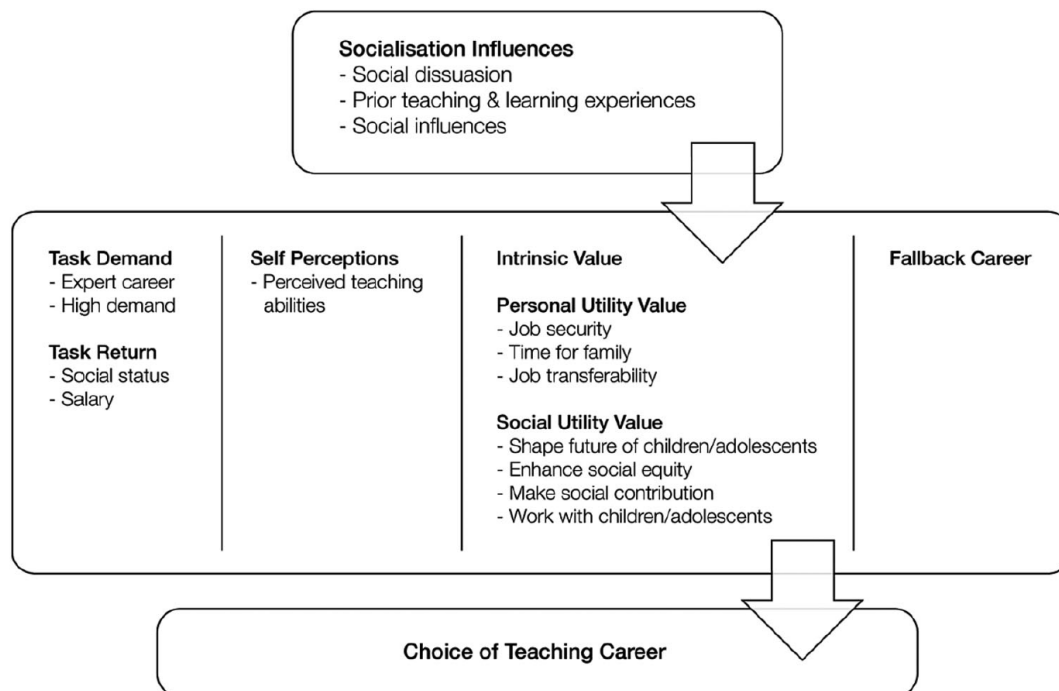 Socialisation Influences
- Social dissuasion
- Prior teaching & learning experiences
- Social influences
Task Demand
- Expert career
- High demand
Task Return
- Social status
- Salary
Self Perceptions
- Perceived teaching
abilities
Intrinsic Value
Personal Utility Value
- Job security
- Time for family
- Job transferability
Social Utility Value
- Shape future of children/adolescents
- Enhance social equity
- Make social contribution
- Work with children/adolescents
Fallback Career
Choice of Teaching Career